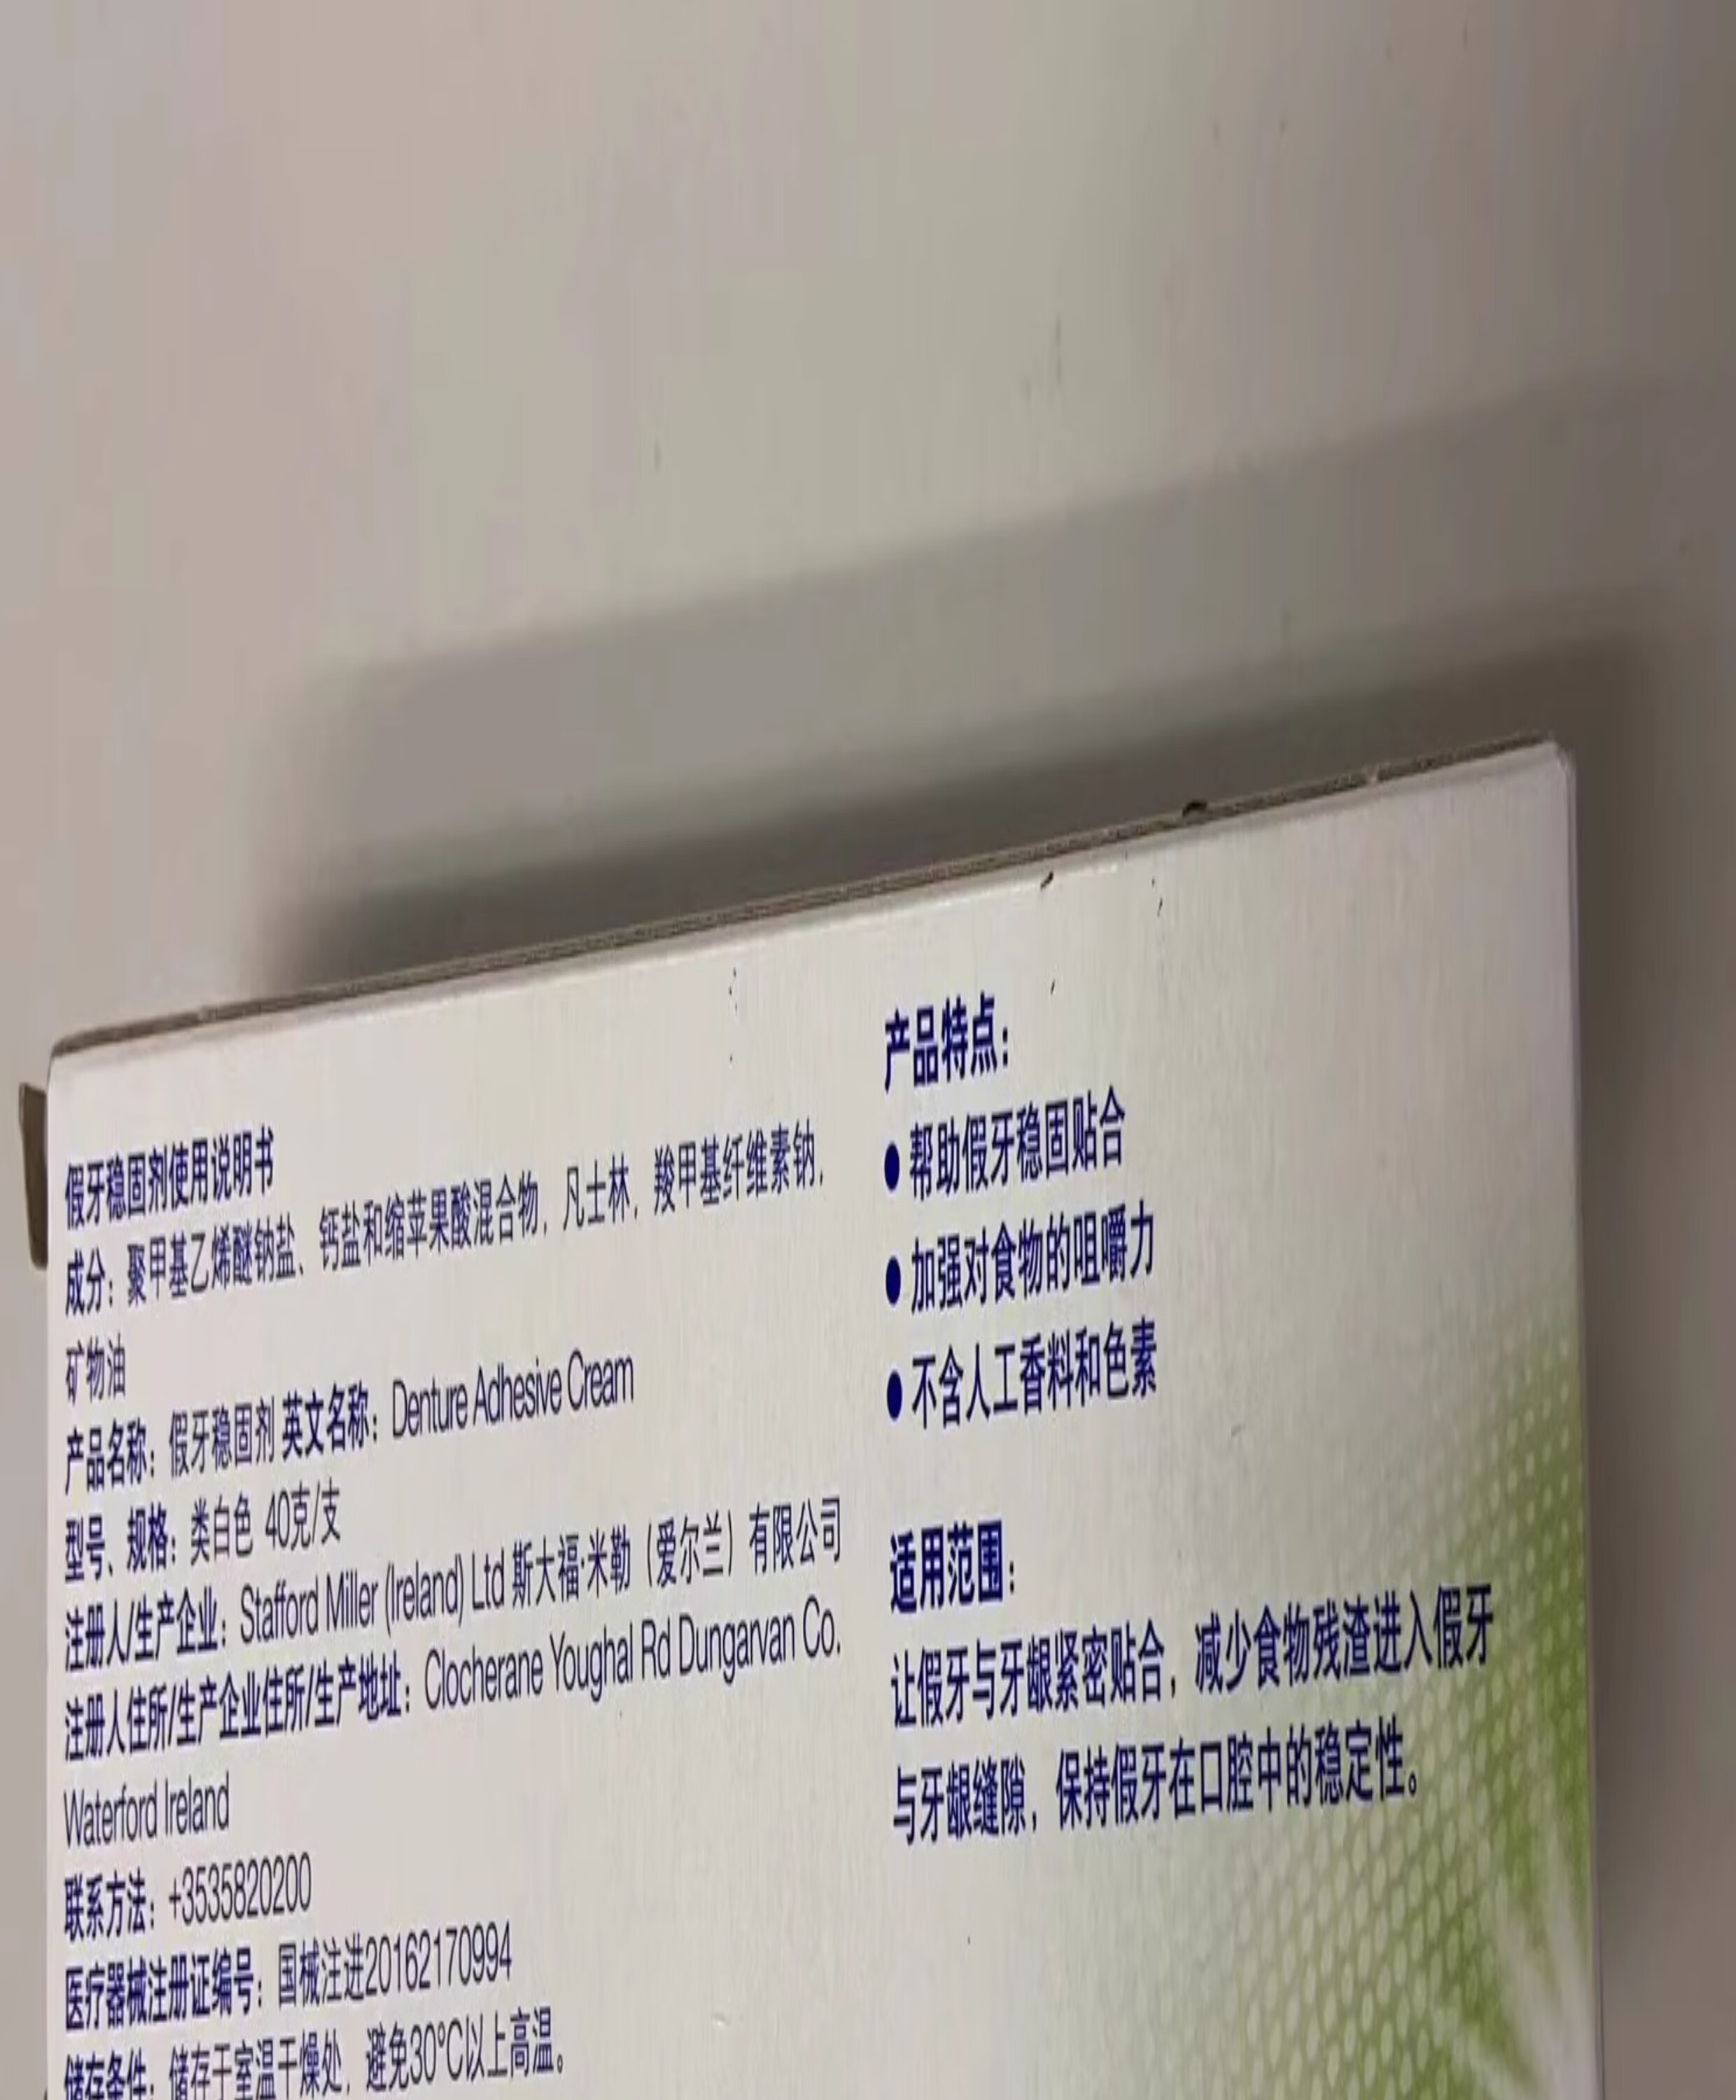 假牙稳固剂使用说明书
成分：聚甲基乙烯醚钠盐、钙盐和缩苹果酸混合物，凡士林，羧甲基纤维素钠，
矿物油
产品名称：假牙稳固剂 英文名称：Denture Adhesive Cream
型号、规格：类白色 40克/支
注册人/生产企业：Stafford Miller (Ireland) Ltd 斯大福·米勒（爱尔兰）有限公司
注册人住所/生产企业住所/生产地址：Clocherane Youghal Rd Dungarvan Co.
Waterford Ireland
联系方法：+3535820200
医疗器械注册证编号：国械注进20162170994
储存条件：储存于室温干燥处，避免30°C以上高温。
产品特点：
● 帮助假牙稳固贴合
● 加强对食物的咀嚼力
● 不含人工香料和色素
适用范围：
让假牙与牙龈紧密贴合，减少食物残渣进入假牙
与牙龈缝隙，保持假牙在口腔中的稳定性。